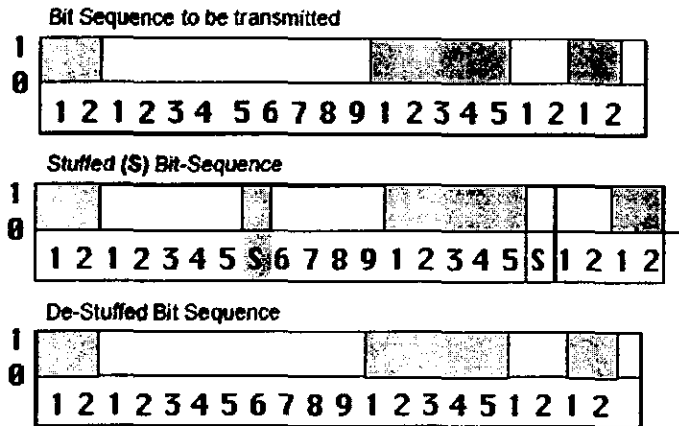 Bit Sequence to be transmitted
1
0
1 2 1 2 3 4 5 6 7 8 9 1 2 3 4 5 1 2 1 2
Stuffed (S) Bit-Sequence
1
0
1 2 1 2 3 4 5 S 6 7 8 9 1 2 3 4 5 S 1 2 1 2
De-Stuffed Bit Sequence
1
0
1 2 1 2 3 4 5 6 7 8 9 1 2 3 4 5 1 2 1 2